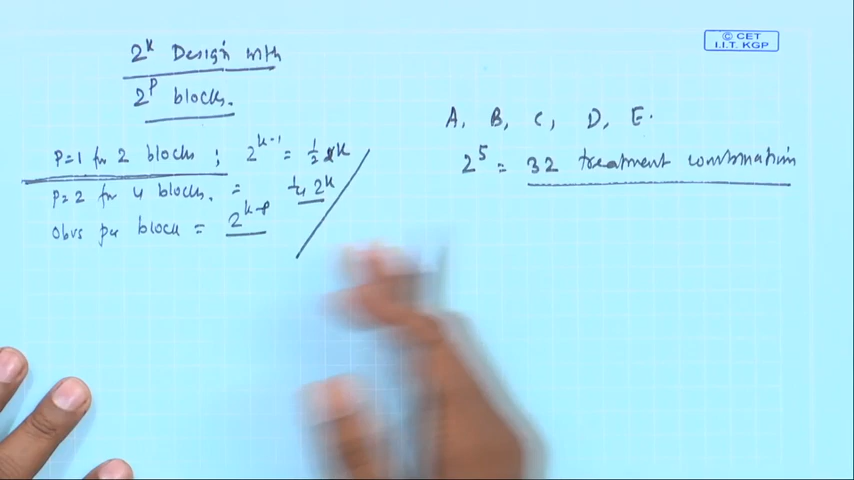 © CET
I.I.T. KGP
2^k Design with
2^p blocks.
P=1 for 2 blocks ; 2^{k-1} = 1/2 2^k
P=2 for 4 blocks. = 1/4 2^k
Obvs per block = 2^{k-p}
A, B, C, D, E.
2^5 = 32 treatment combination